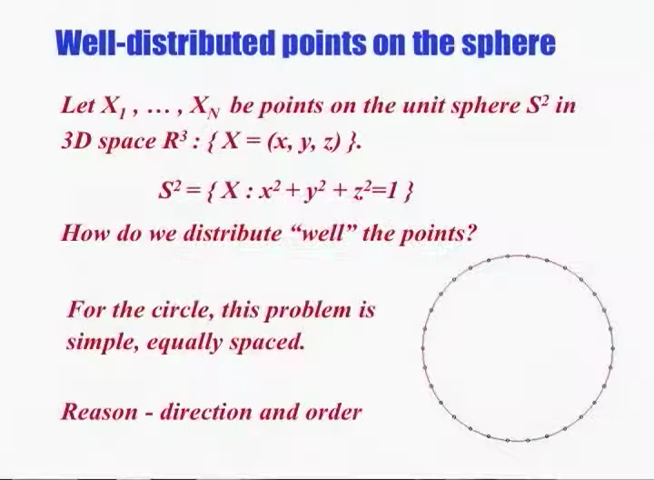 Well-distributed points on the sphere
Let X₁ , … , X_N be points on the unit sphere S² in
3D space R³ : { X = (x, y, z) }.
S² = { X : x² + y² + z²=1 }
How do we distribute “well” the points?
For the circle, this problem is
simple, equally spaced.
Reason - direction and order